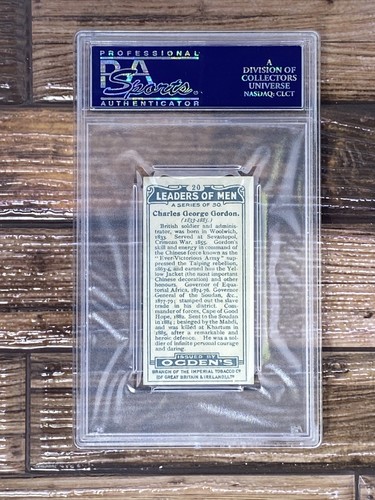 PROFESSIONAL
PSA
Sports
AUTHENTICATOR
A
DIVISION OF
COLLECTORS
UNIVERSE
NASDAQ: CLCT
20
LEADERS OF MEN
A SERIES OF 50
Charles George Gordon.
(1833-1885.)
British soldier and adminis-
trator, was born in Woolwich,
1833. Served at Sevastopol,
Crimean War, 1855. Gordon's
skill and energy in command of
the Chinese force known as the
"Ever Victorious Army" sup-
pressed the Taiping rebellion,
1863-4, and earned him the Yel-
low Jacket (the most important
Chinese decoration) and other
honours. Governor of Equa-
torial Africa, 1874-76. Governor
General of the Soudan, &c.,
1877-79; stamped out the slave
trade in his district. Com-
mander of forces, Cape of Good
Hope, 1882. Sent to the Soudan
in 1884; besieged by the Mahdi,
and was killed at Khartum in
1885, after a remarkable and
heroic defence. He was a sol-
dier of infinite personal courage
and daring.
ISSUED BY
OGDEN'S
BRANCH OF THE IMPERIAL TOBACCO Co
(OF GREAT BRITAIN & IRELAND) LTD